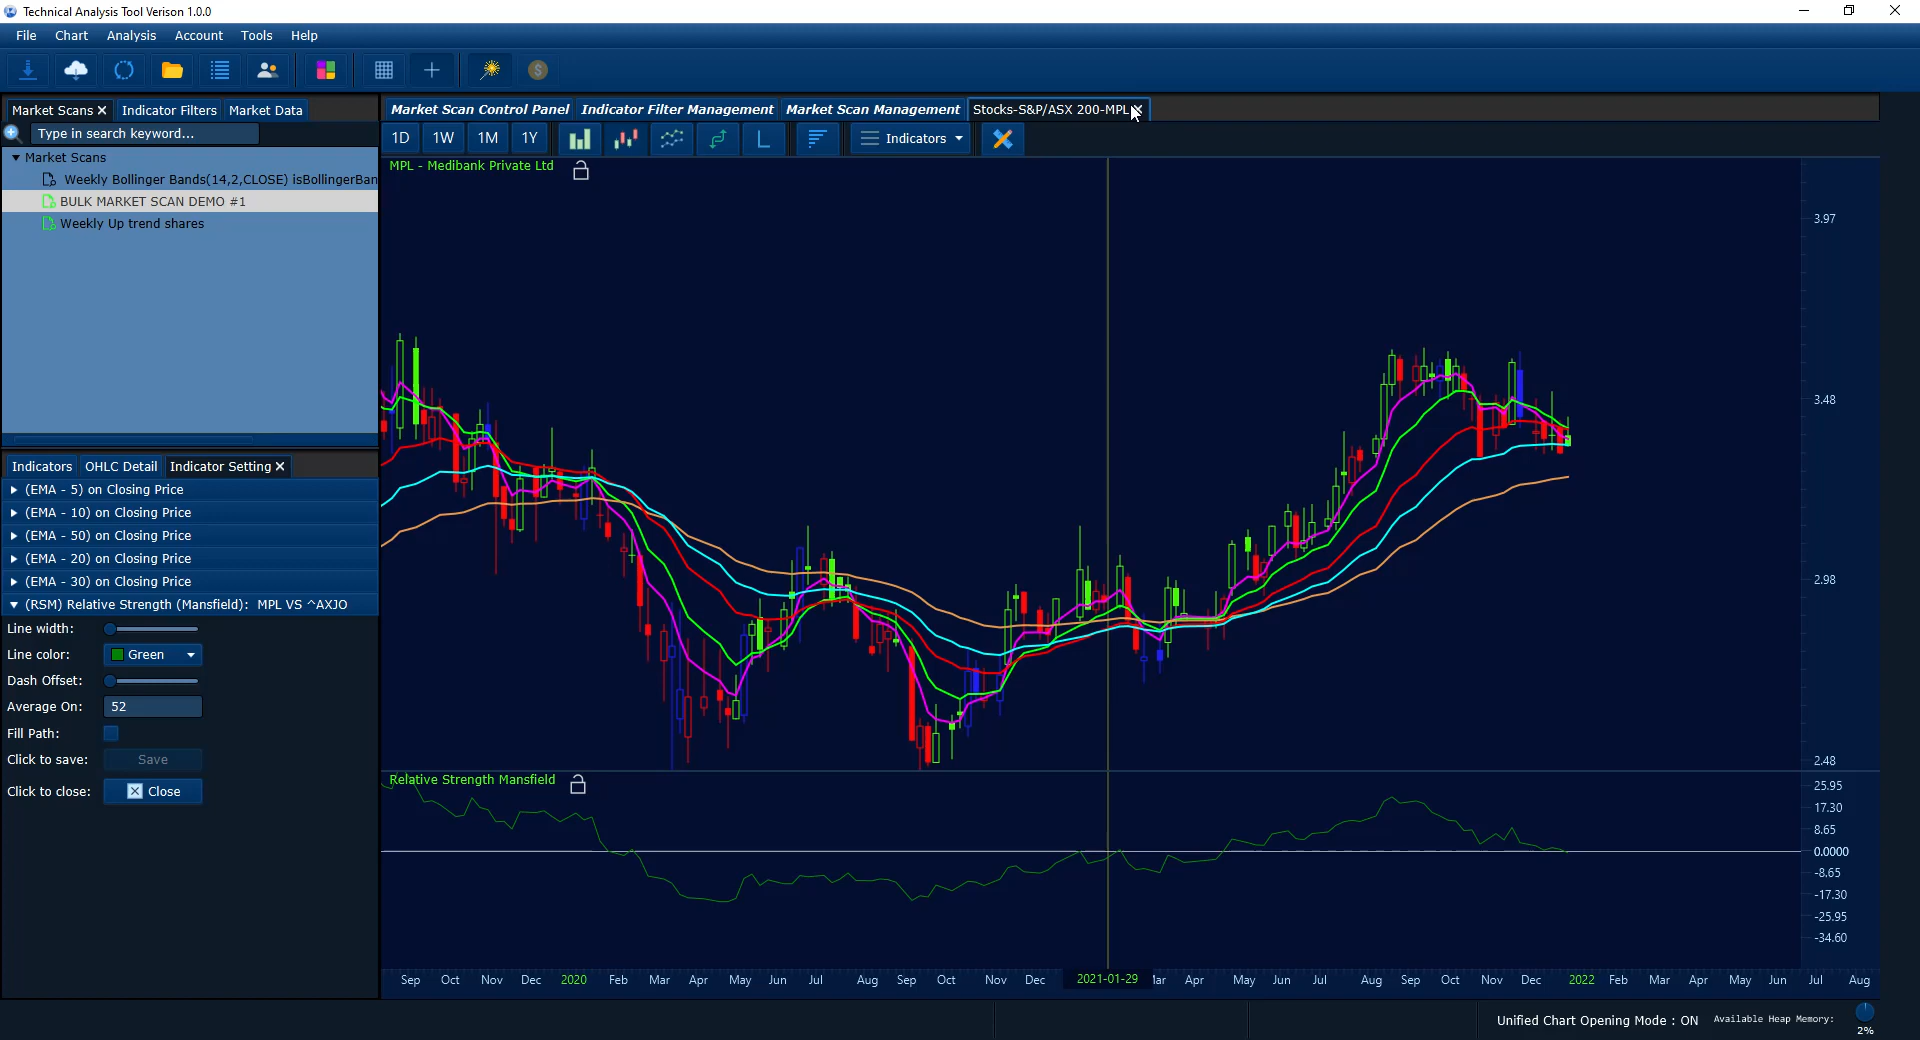 Technical Analysis Tool Verison 1.0.0
File Chart Analysis Account Tools Help
Market Scans Indicator Filters Market Data
Market Scan Control Panel Indicator Filter Management Market Scan Management Stocks-S&P/ASX 200-MPL
Type in search keyword...
1D 1W 1M 1Y Indicators
Market Scans
Weekly Bollinger Bands(14,2,CLOSE) isBollingerBan
BULK MARKET SCAN DEMO #1
Weekly Up trend shares
MPL - Medibank Private Ltd
3.97
3.48
2.98
2.48
Indicators OHLC Detail Indicator Setting
(EMA - 5) on Closing Price
(EMA - 10) on Closing Price
(EMA - 50) on Closing Price
(EMA - 20) on Closing Price
(EMA - 30) on Closing Price
(RSM) Relative Strength (Mansfield): MPL VS ^AXJO
Line width:
Line color: Green
Dash Offset:
Average On: 52
Fill Path:
Click to save: Save
Click to close: Close
Relative Strength Mansfield
25.95
17.30
8.65
0.0000
-8.65
-17.30
-25.95
-34.60
Sep Oct Nov Dec 2020 Feb Mar Apr May Jun Jul Aug Sep Oct Nov Dec 2021-01-29 Mar Apr May Jun Jul Aug Sep Oct Nov Dec 2022 Feb Mar Apr May Jun Jul Aug
Unified Chart Opening Mode : ON Available Heap Memory:
2%